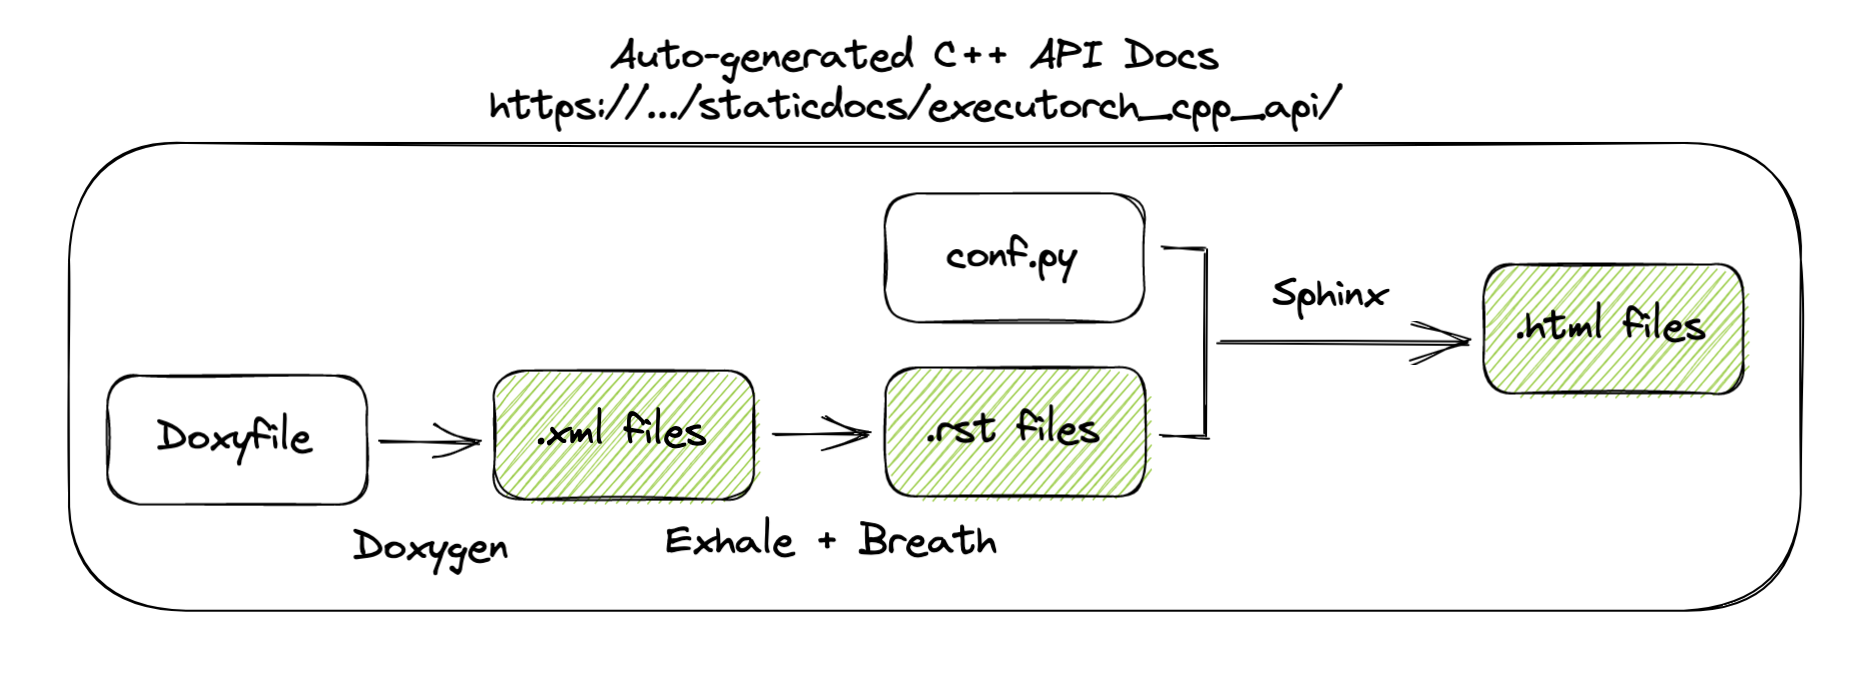 Auto-generated C++ API Docs
https://.../staticdocs/executorch_cpp_api/
conf.py
Sphinx
.html files
Doxyfile
.xml files
.rst files
Doxygen
Exhale + Breath